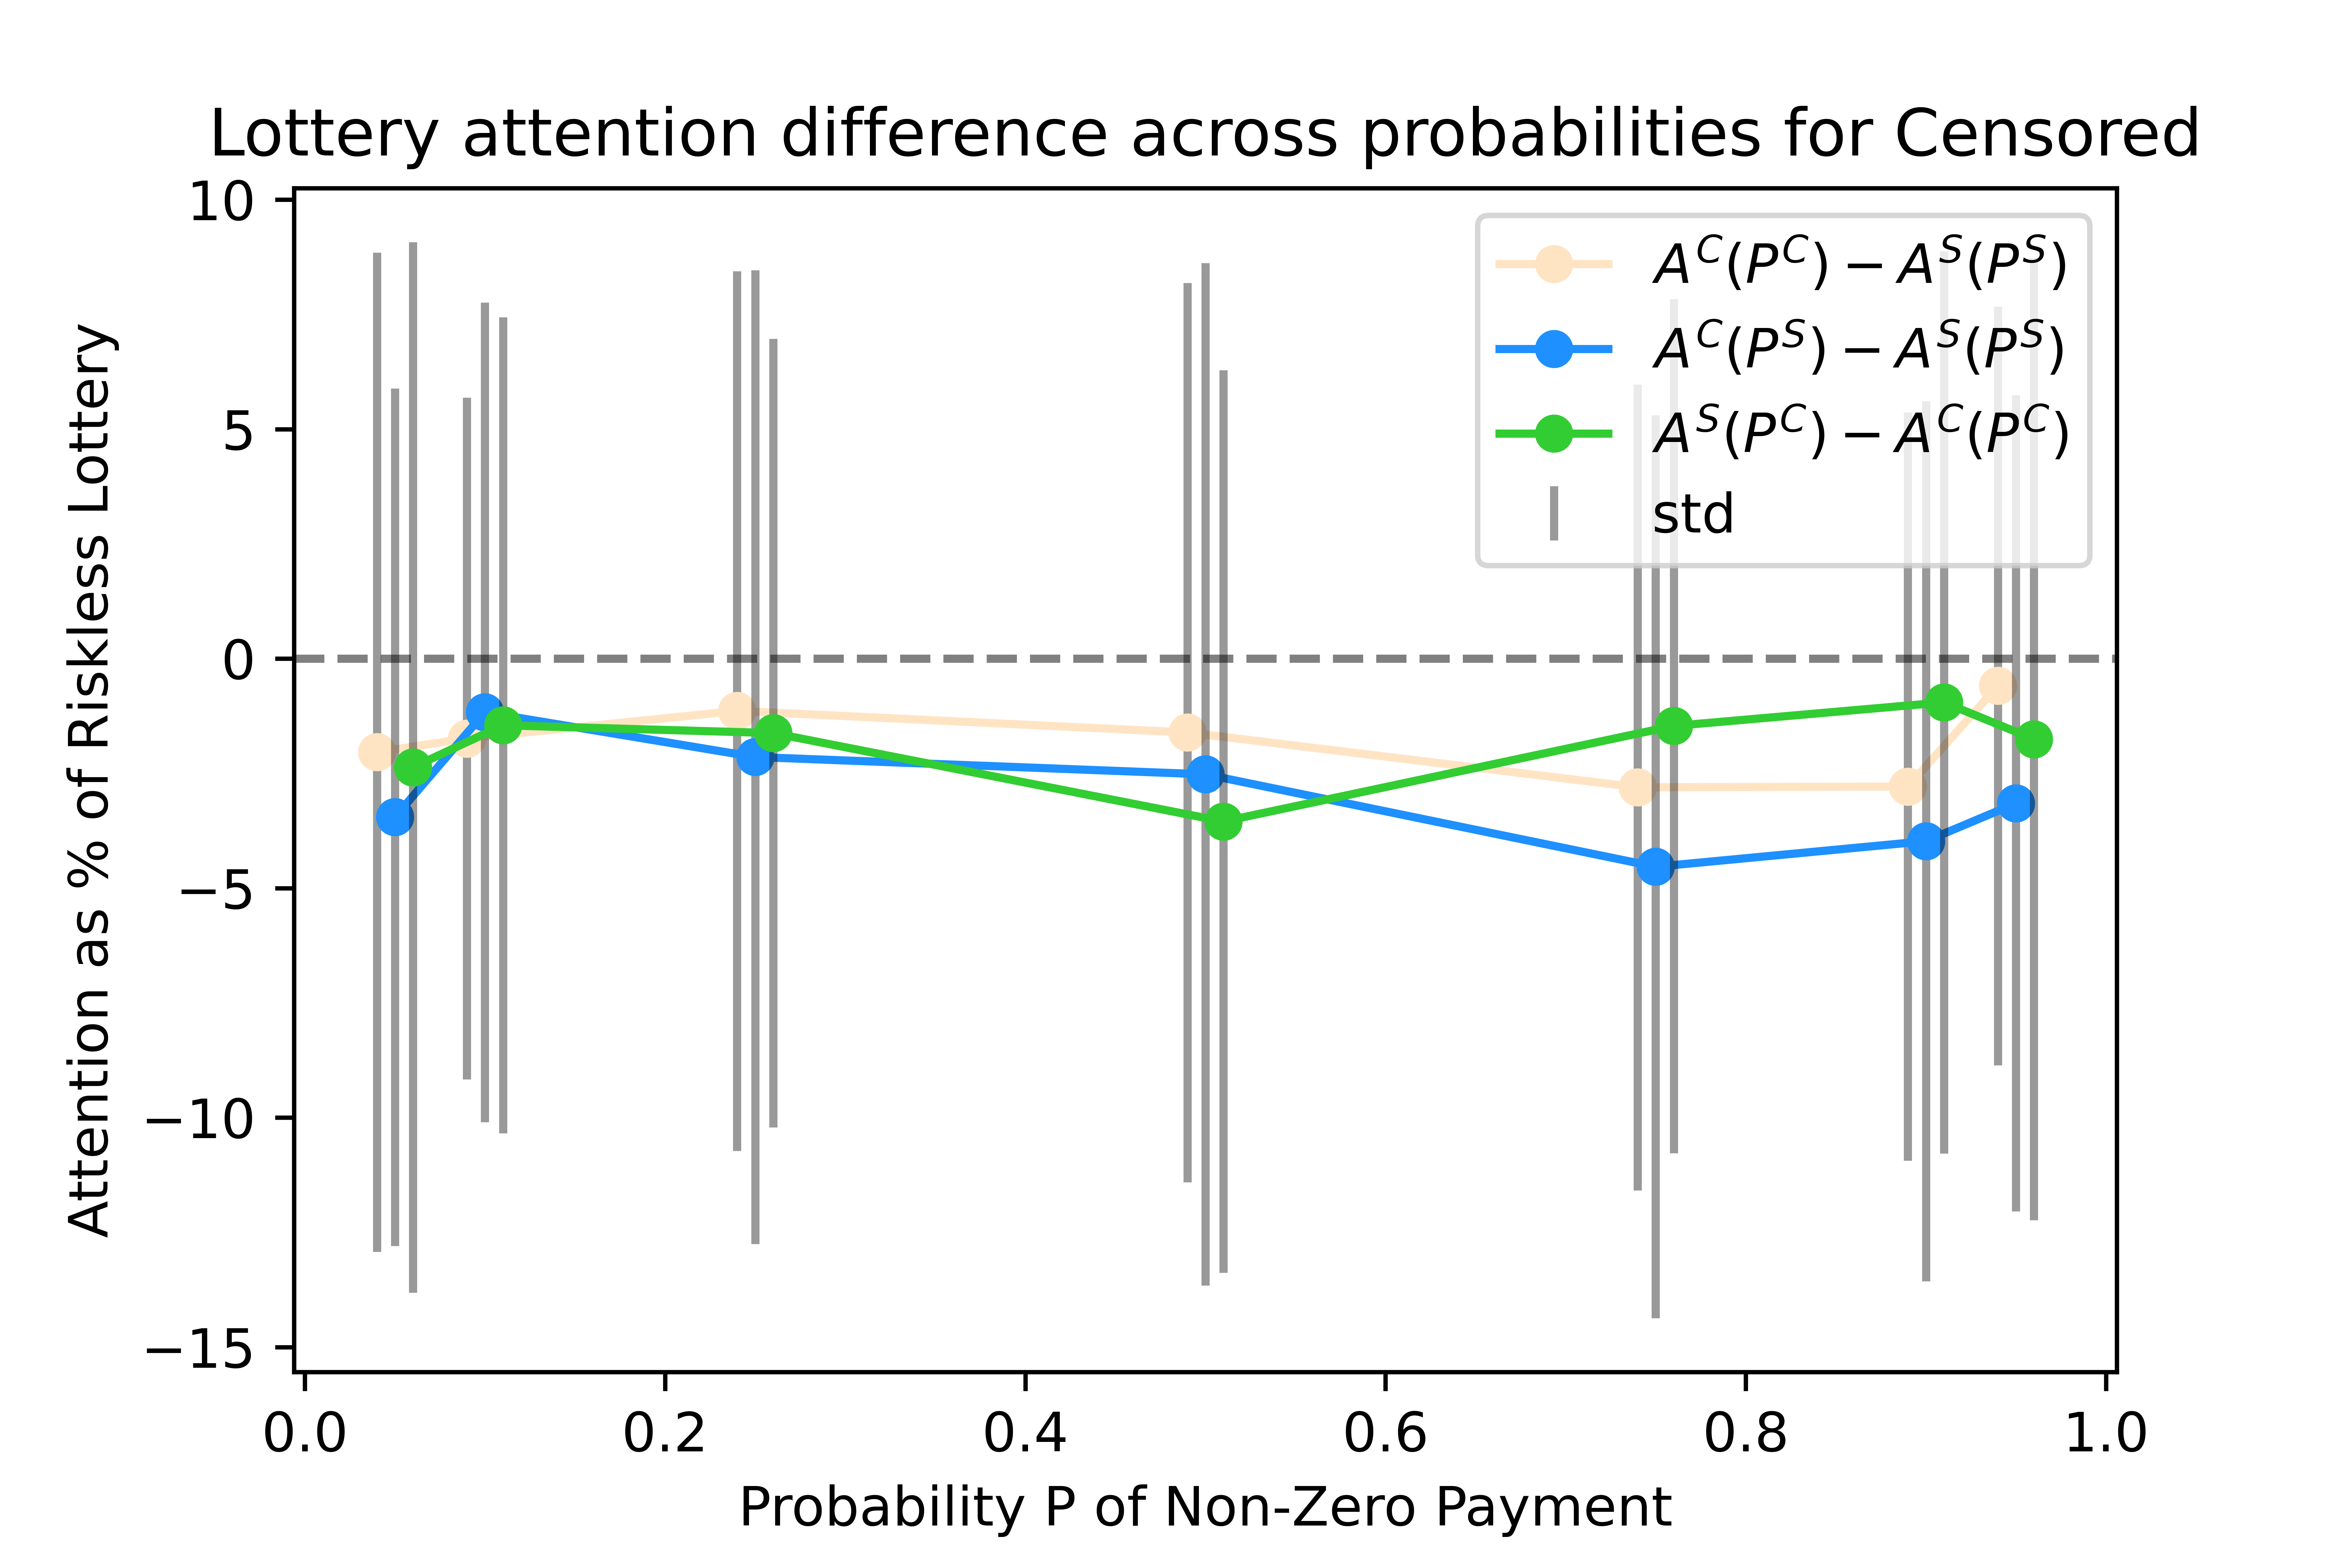 Lottery attention difference across probabilities for Censored
10
5
0
−5
−10
−15
Attention as % of Riskless Lottery
A^C(P^C) − A^S(P^S)
A^C(P^S) − A^S(P^S)
A^S(P^C) − A^C(P^C)
std
0.0 0.2 0.4 0.6 0.8 1.0
Probability P of Non-Zero Payment